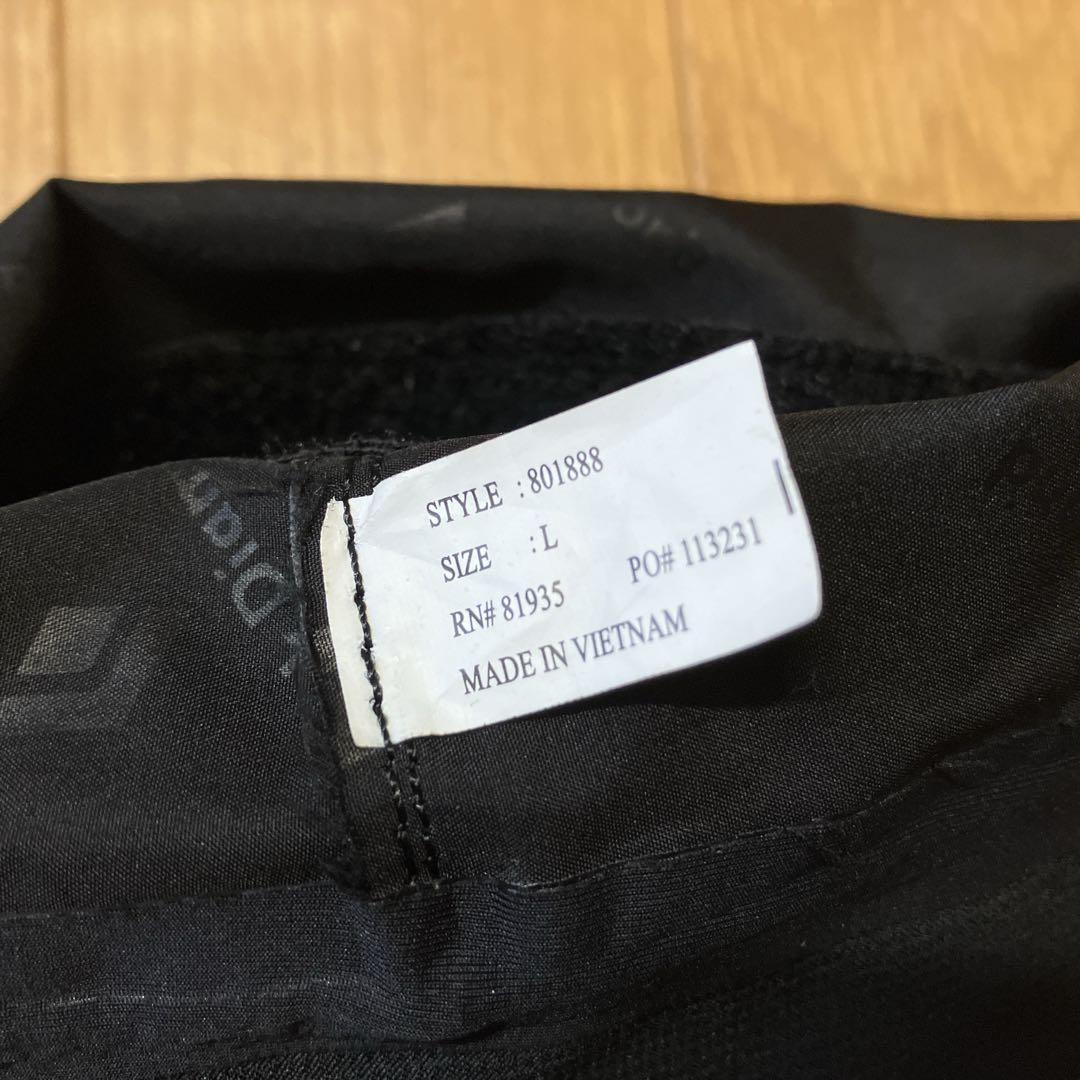 STYLE : 801888
SIZE : L
RN# 81935 PO# 113231
MADE IN VIETNAM